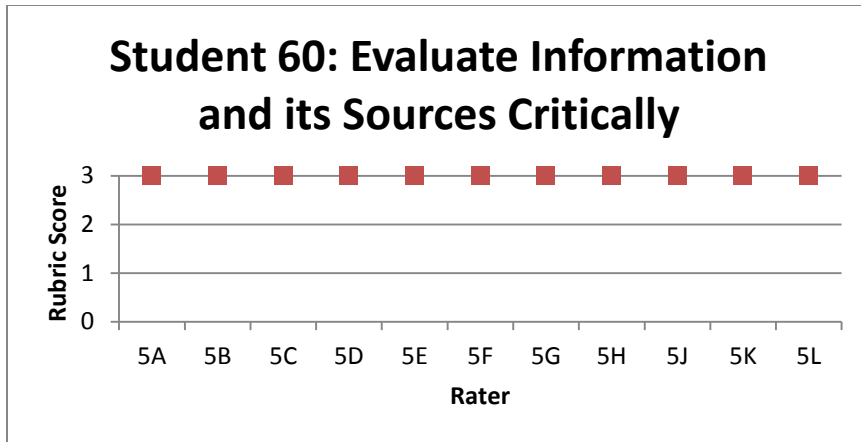 Student 60: Evaluate Information
and its Sources Critically
Rubric Score
3
2
1
0
5A 5B 5C 5D 5E 5F 5G 5H 5J 5K 5L
Rater